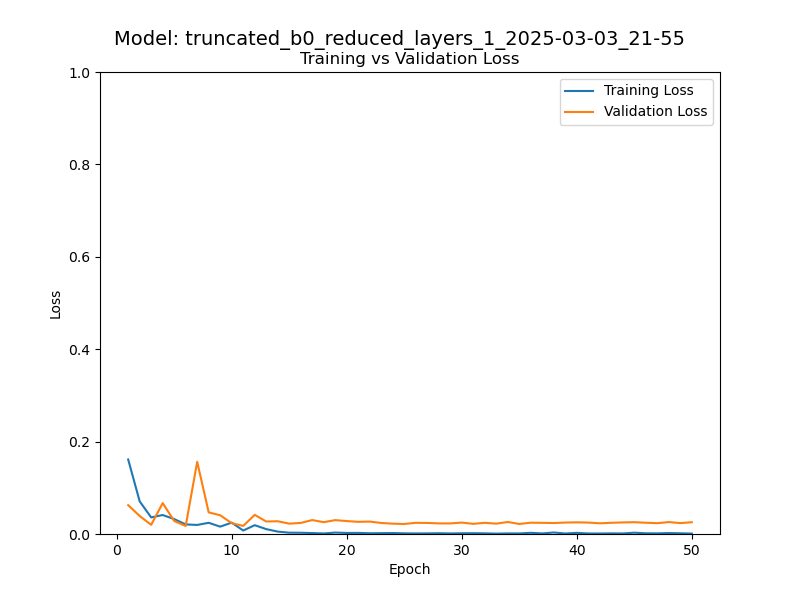 Model: truncated_b0_reduced_layers_1_2025-03-03_21-55
Training vs Validation Loss
1.0
Training Loss
Validation Loss
0.8
0.6
Loss
0.4
0.2
0.0
0 10 20 30 40 50
Epoch